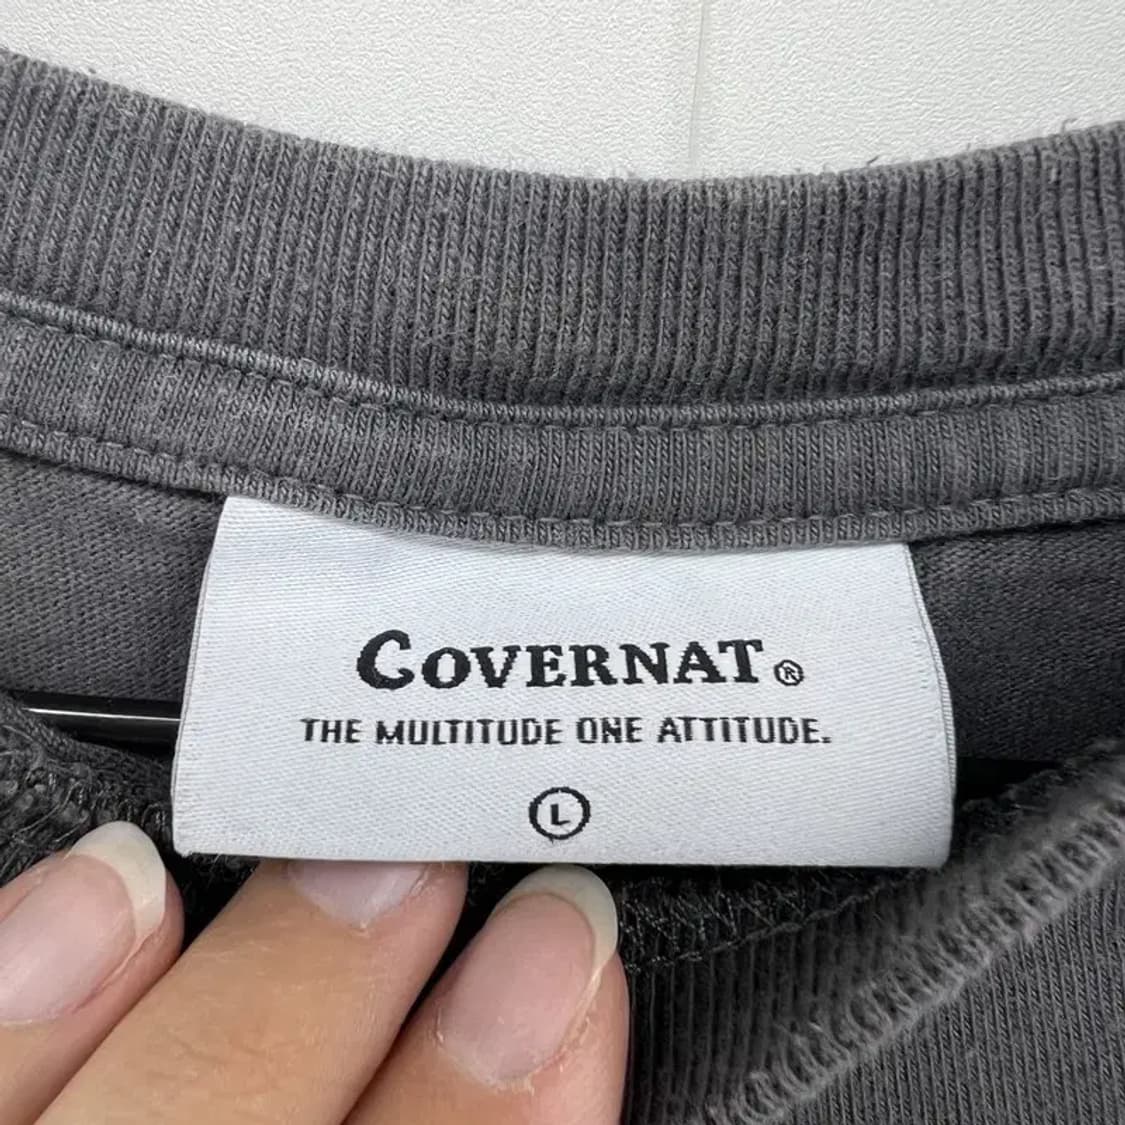 COVERNAT®
THE MULTITUDE ONE ATTITUDE.
L